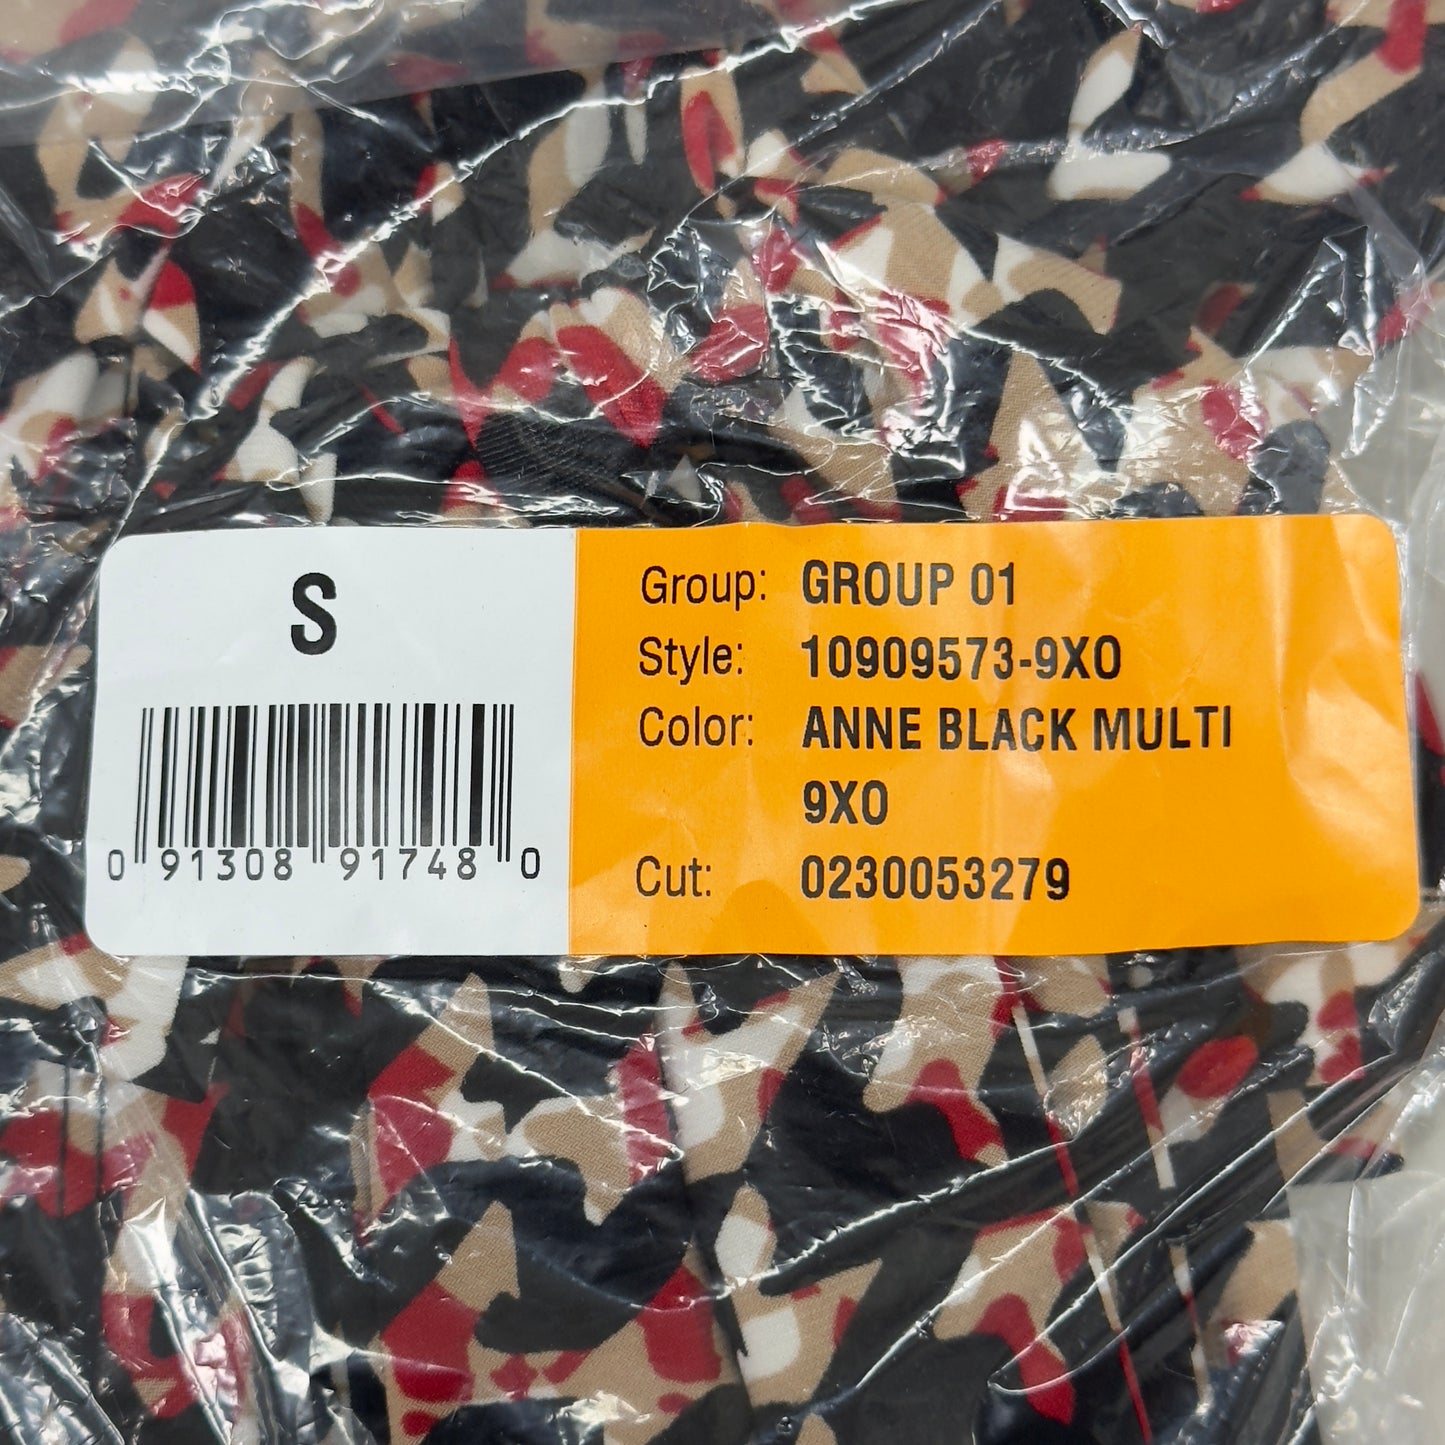 S
0 91308 91748 0
Group: GROUP 01
Style: 10909573-9XO
Color: ANNE BLACK MULTI
9XO
Cut: 0230053279